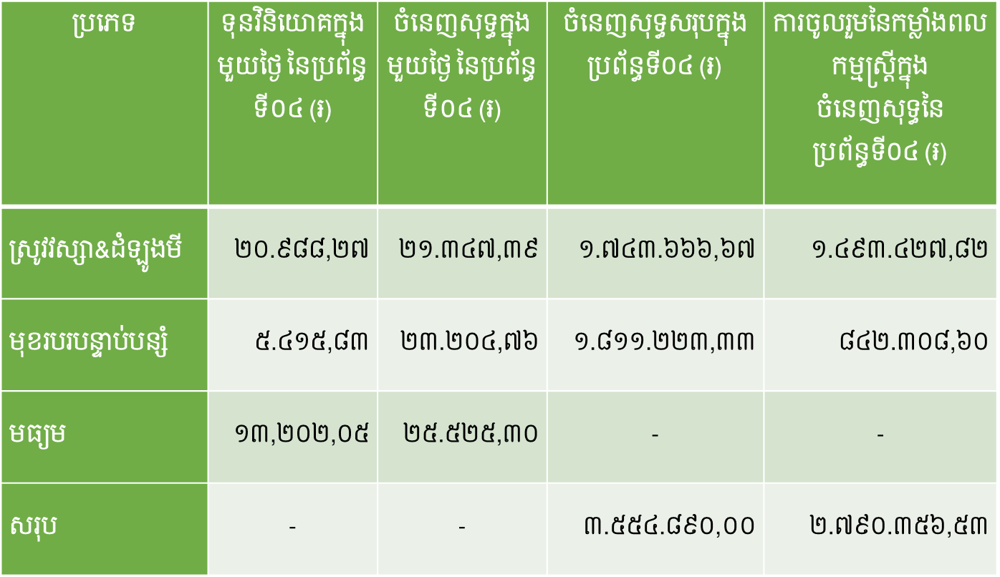 ប្រភេទ
ទុនវិនិយោគក្នុង
មួយថ្ងៃ នៃប្រព័ន្ធ
ទី០៤ (៛)
ចំនេញសុទ្ធក្នុង
មួយថ្ងៃ នៃប្រព័ន្ធ
ទី០៤ (៛)
ចំនេញសុទ្ធសរុបក្នុង
ប្រព័ន្ធទី០៤ (៛)
ការចូលរួមនៃកម្លាំងពល
កម្មស្ត្រីក្នុង
ចំនេញសុទ្ធនៃ
ប្រព័ន្ធទី០៤ (៛)
ស្រូវវស្សា&ដំឡូងមី ២០.៩៨៨,២៧ ២១.៣៤៧,៣៩ ១.៧៤៣.៦៦៦,៦៧ ១.៤៩៣.៤២៧,៨២
មុខរបរបន្ទាប់បន្សំ ៥.៤១៥,៨៣ ២៣.២០៤,៧៦ ១.៨១១.២២៣,៣៣ ៨៤២.៣០៨,៦០
មធ្យម ១៣,២០២,០៥ ២៥.៥២៥,៣០ - -
សរុប - - ៣.៥៥៤.៨៩០,០០ ២.៧៩០.៣៥៦,៥៣